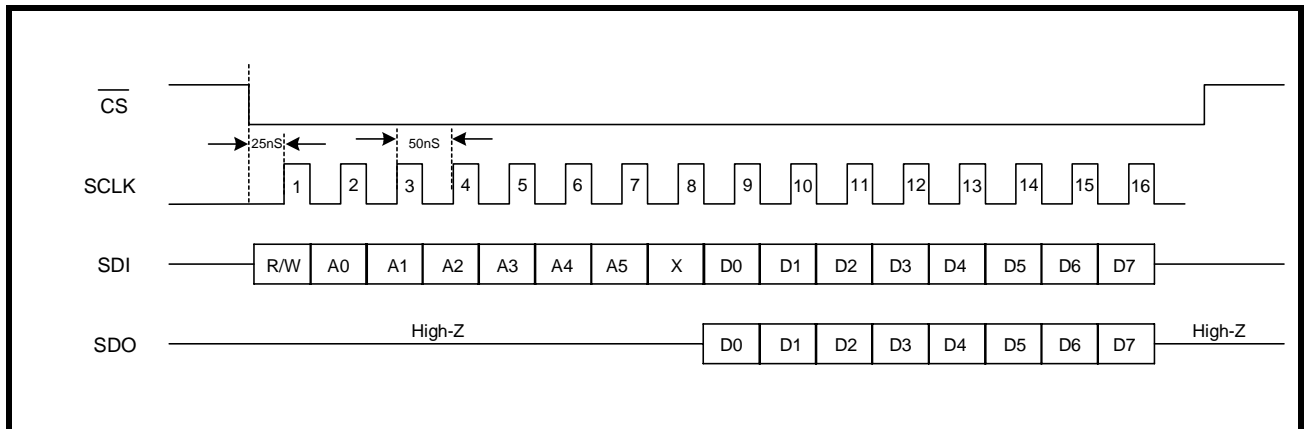 CS
25nS 50nS
SCLK 1 2 3 4 5 6 7 8 9 10 11 12 13 14 15 16
SDI R/W A0 A1 A2 A3 A4 A5 X D0 D1 D2 D3 D4 D5 D6 D7
High-Z High-Z
SDO D0 D1 D2 D3 D4 D5 D6 D7